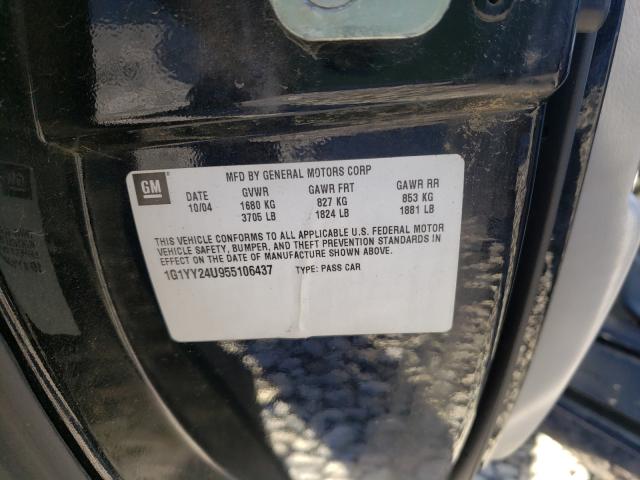 GM
MFD BY GENERAL MOTORS CORP
DATE GVWR GAWR FRT GAWR RR
10/04 1680 KG 827 KG 853 KG
3705 LB 1824 LB 1881 LB
THIS VEHICLE CONFORMS TO ALL APPLICABLE U.S. FEDERAL MOTOR
VEHICLE SAFETY, BUMPER, AND THEFT PREVENTION STANDARDS IN
EFFECT ON THE DATE OF MANUFACTURE SHOWN ABOVE.
1G1YY24U955106437 TYPE: PASS CAR